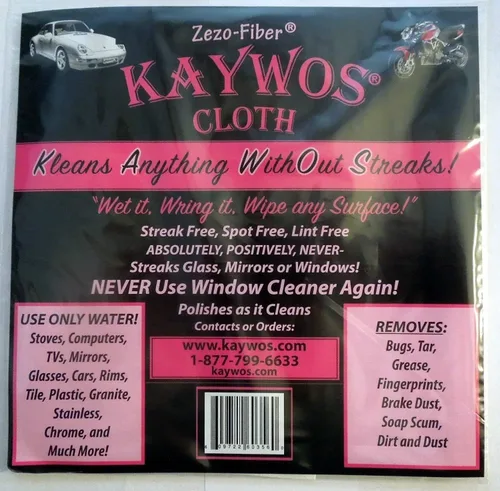 Zezo-Fiber®
KAYWOS®
CLOTH
Kleans Anything WithOut Streaks!
"Wet it, Wring it, Wipe any Surface!"
Streak Free, Spot Free, Lint Free
ABSOLUTELY, POSITIVELY, NEVER-
Streaks Glass, Mirrors or Windows!
NEVER Use Window Cleaner Again!
Polishes as it Cleans
Contacts or Orders:
www.kaywos.com
1-877-799-6633
kaywos.com
USE ONLY WATER!
Stoves, Computers,
TVs, Mirrors,
Glasses, Cars, Rims,
Tile, Plastic, Granite,
Stainless,
Chrome, and
Much More!
REMOVES:
Bugs, Tar,
Grease,
Fingerprints,
Brake Dust,
Soap Scum,
Dirt and Dust